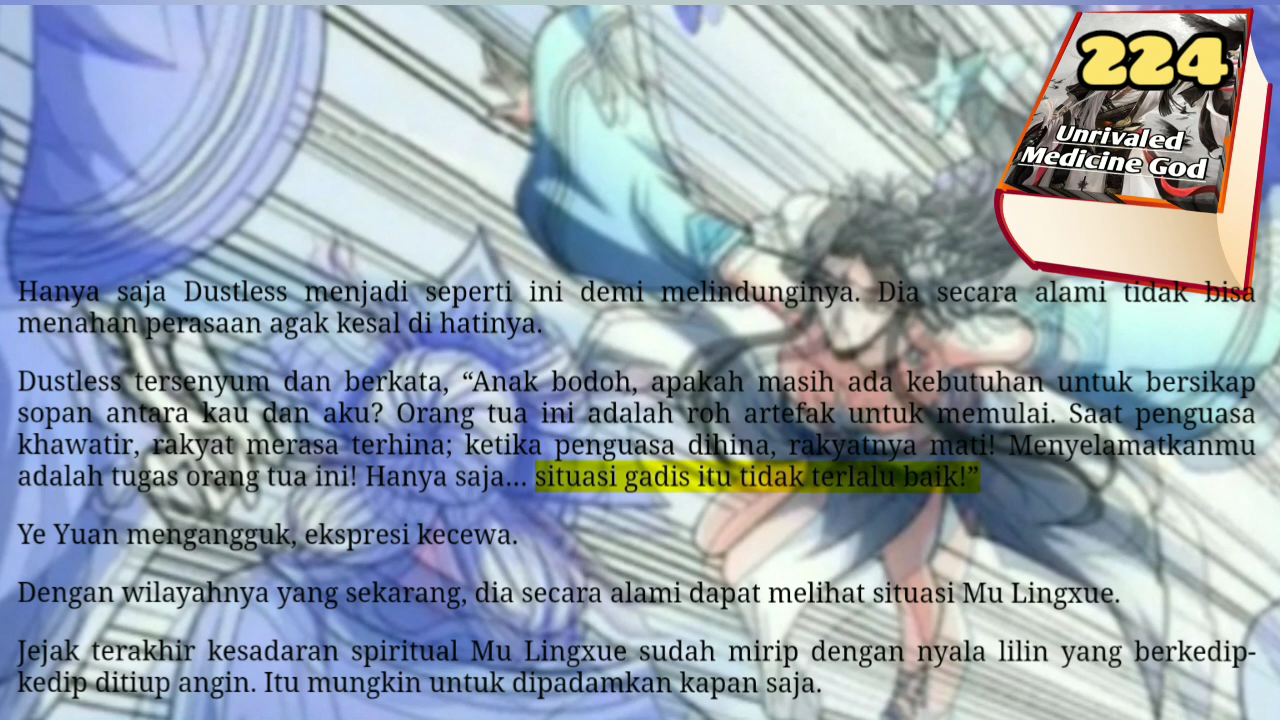 224
Unrivaled
Medicine God
Hanya saja Dustless menjadi seperti ini demi melindunginya. Dia secara alami tidak bisa
menahan perasaan agak kesal di hatinya.
Dustless tersenyum dan berkata, “Anak bodoh, apakah masih ada kebutuhan untuk bersikap
sopan antara kau dan aku? Orang tua ini adalah roh artefak untuk memulai. Saat penguasa
khawatir, rakyat merasa terhina; ketika penguasa dihina, rakyatnya mati! Menyelamatkanmu
adalah tugas orang tua ini! Hanya saja... situasi gadis itu tidak terlalu baik!”
Ye Yuan mengangguk, ekspresi kecewa.
Dengan wilayahnya yang sekarang, dia secara alami dapat melihat situasi Mu Lingxue.
Jejak terakhir kesadaran spiritual Mu Lingxue sudah mirip dengan nyala lilin yang berkedip-
kedip ditiup angin. Itu mungkin untuk dipadamkan kapan saja.